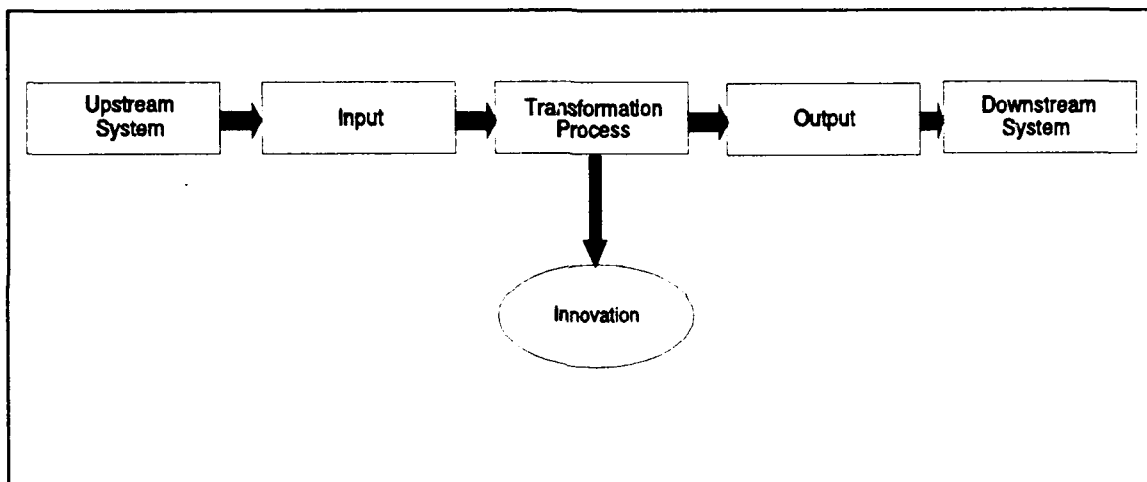 Upstream
System
Input
Transformation
Process
Output
Downstream
System
Innovation